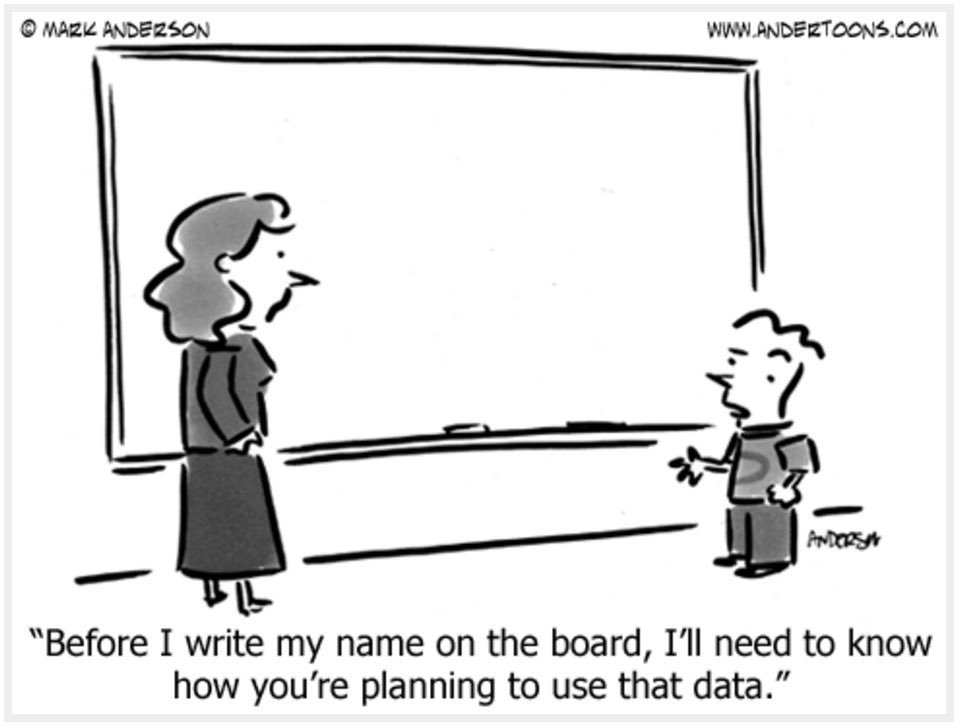 © MARK ANDERSON
WWW.ANDERTOONS.COM
ANDERSON
“Before I write my name on the board, I’ll need to know
how you’re planning to use that data.”